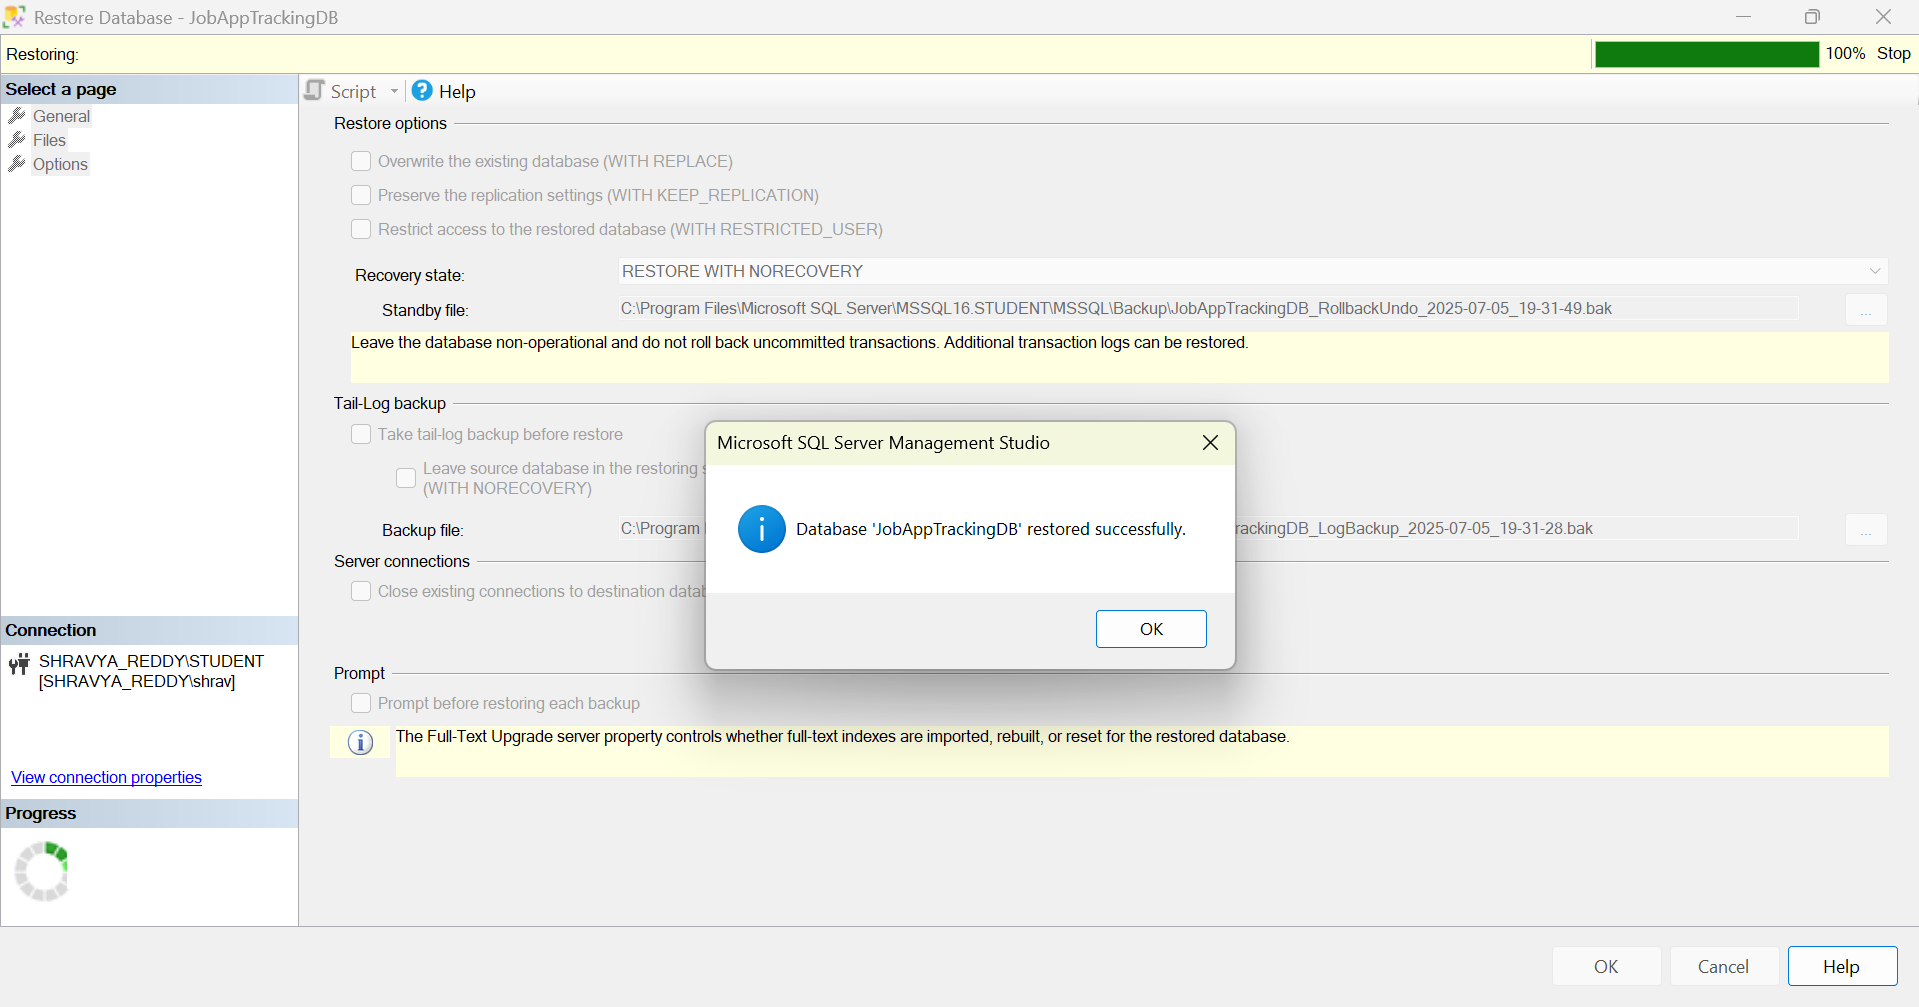 Restore Database - JobAppTrackingDB
Restoring:
100% Stop
Select a page
General
Files
Options
Script
Help
Restore options
Overwrite the existing database (WITH REPLACE)
Preserve the replication settings (WITH KEEP_REPLICATION)
Restrict access to the restored database (WITH RESTRICTED_USER)
Recovery state: RESTORE WITH NORECOVERY
Standby file: C:\Program Files\Microsoft SQL Server\MSSQL16.STUDENT\MSSQL\Backup\JobAppTrackingDB_RollbackUndo_2025-07-05_19-31-49.bak
...
Leave the database non-operational and do not roll back uncommitted transactions. Additional transaction logs can be restored.
Tail-Log backup
Take tail-log backup before restore
Leave source database in the restoring
(WITH NORECOVERY)
Backup file: C:\Program rackingDB_LogBackup_2025-07-05_19-31-28.bak
...
Server connections
Close existing connections to destination datab
Microsoft SQL Server Management Studio
Database 'JobAppTrackingDB' restored successfully.
OK
Prompt
Prompt before restoring each backup
The Full-Text Upgrade server property controls whether full-text indexes are imported, rebuilt, or reset for the restored database.
Connection
SHRAVYA_REDDY\STUDENT
[SHRAVYA_REDDY\shrav]
View connection properties
Progress
OK
Cancel
Help